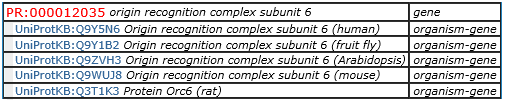 PR:000012035 origin recognition complex subunit 6 gene
UniProtKB:Q9Y5N6 Origin recognition complex subunit 6 (human) organism-gene
UniProtKB:Q9Y1B2 Origin recognition complex subunit 6 (fruit fly) organism-gene
UniProtKB:Q9ZVH3 Origin recognition complex subunit 6 (Arabidopsis) organism-gene
UniProtKB:Q9WUJ8 Origin recognition complex subunit 6 (mouse) organism-gene
UniProtKB:Q3T1K3 Protein Orc6 (rat) organism-gene